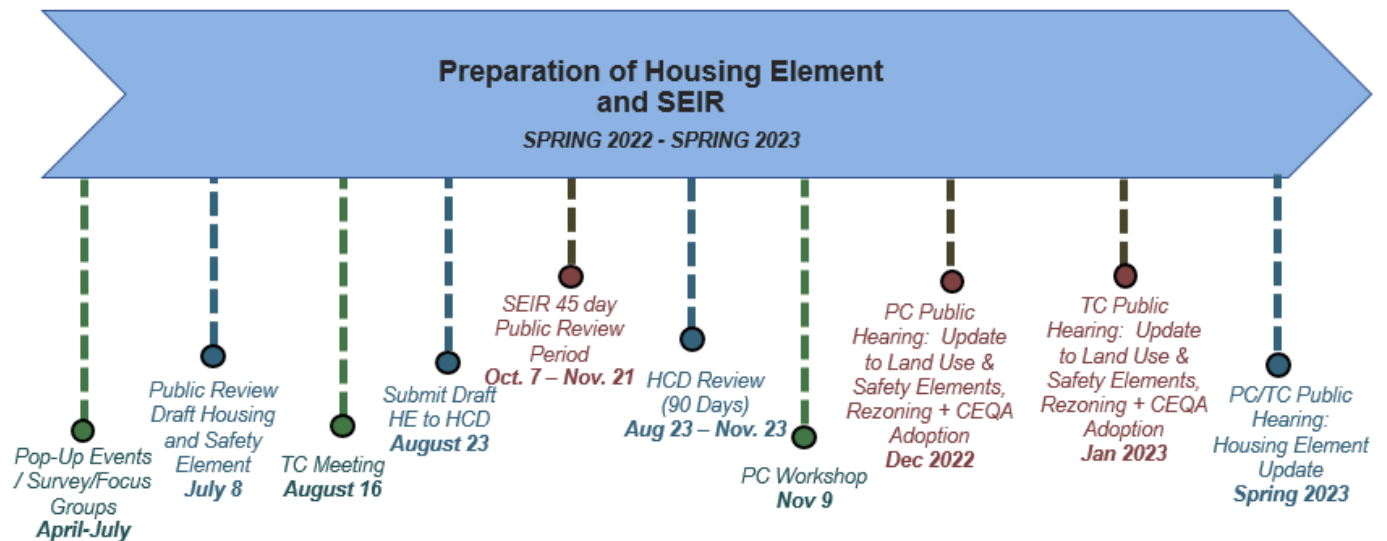 Preparation of Housing Element
and SEIR
SPRING 2022 - SPRING 2023
Pop-Up Events
/ Survey/Focus
Groups
April-July
Public Review
Draft Housing
and Safety
Element
July 8
TC Meeting
August 16
Submit Draft
HE to HCD
August 23
SEIR 45 day
Public Review
Period
Oct. 7 – Nov. 21
HCD Review
(90 Days)
Aug 23 – Nov. 23
PC Workshop
Nov 9
PC Public
Hearing: Update
to Land Use &
Safety Elements,
Rezoning + CEQA
Adoption
Dec 2022
TC Public
Hearing: Update
to Land Use &
Safety Elements,
Rezoning + CEQA
Adoption
Jan 2023
PC/TC Public
Hearing:
Housing Element
Update
Spring 2023